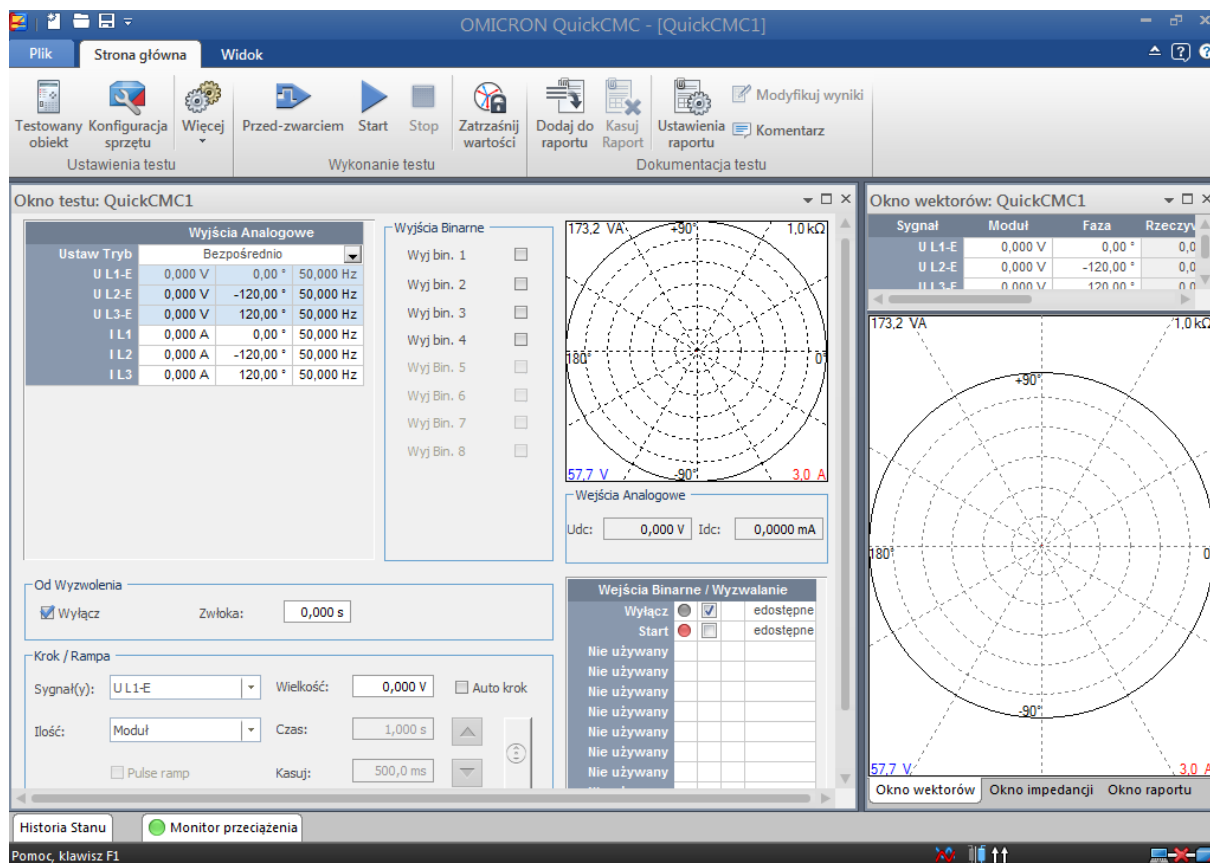 OMICRON QuickCMC - [QuickCMC1]
Plik Strona główna Widok
Testowany obiekt
Konfiguracja sprzętu
Więcej
Przed-zwarciem
Start
Stop
Zatrzaśnij wartości
Dodaj do raportu
Kasuj Raport
Ustawienia raportu
Modyfikuj wyniki
Komentarz
Ustawienia testu
Wykonanie testu
Dokumentacja testu
Okno testu: QuickCMC1
Wyjścia Analogowe
Ustaw Tryb Bezpośrednio
U L1-E 0,000 V 0,00 ° 50,000 Hz
U L2-E 0,000 V -120,00 ° 50,000 Hz
U L3-E 0,000 V 120,00 ° 50,000 Hz
I L1 0,000 A 0,00 ° 50,000 Hz
I L2 0,000 A -120,00 ° 50,000 Hz
I L3 0,000 A 120,00 ° 50,000 Hz
Wyjścia Binarne
Wyj bin. 1
Wyj bin. 2
Wyj bin. 3
Wyj bin. 4
Wyj Bin. 5
Wyj Bin. 6
Wyj Bin. 7
Wyj Bin. 8
173,2 VA +90° 1,0 kΩ
180° 0°
57,7 V -90° 3,0 A
Wejścia Analogowe
Udc: 0,000 V Idc: 0,0000 mA
Od Wyzwolenia
Wyłącz Zwłoka: 0,000 s
Krok / Rampa
Sygnał(y): U L1-E Wielkość: 0,000 V Auto krok
Ilość: Moduł Czas: 1,000 s
Pulse ramp Kasuj: 500,0 ms
Wejścia Binarne / Wyzwalanie
Wyłącz edostępne
Start edostępne
Nie używany
Nie używany
Nie używany
Nie używany
Nie używany
Nie używany
Nie używany
Okno wektorów: QuickCMC1
Sygnał Moduł Faza Rzeczyw
U L1-E 0,000 V 0,00 ° 0,0
U L2-E 0,000 V -120,00 ° 0,0
U L3-E 0,000 V 120,00 ° 0,0
173,2 VA 1,0 kΩ
+90°
180° 0
-90°
57,7 V 3,0 A
Okno wektorów Okno impedancji Okno raportu
Historia Stanu Monitor przeciążenia
Pomoc, klawisz F1